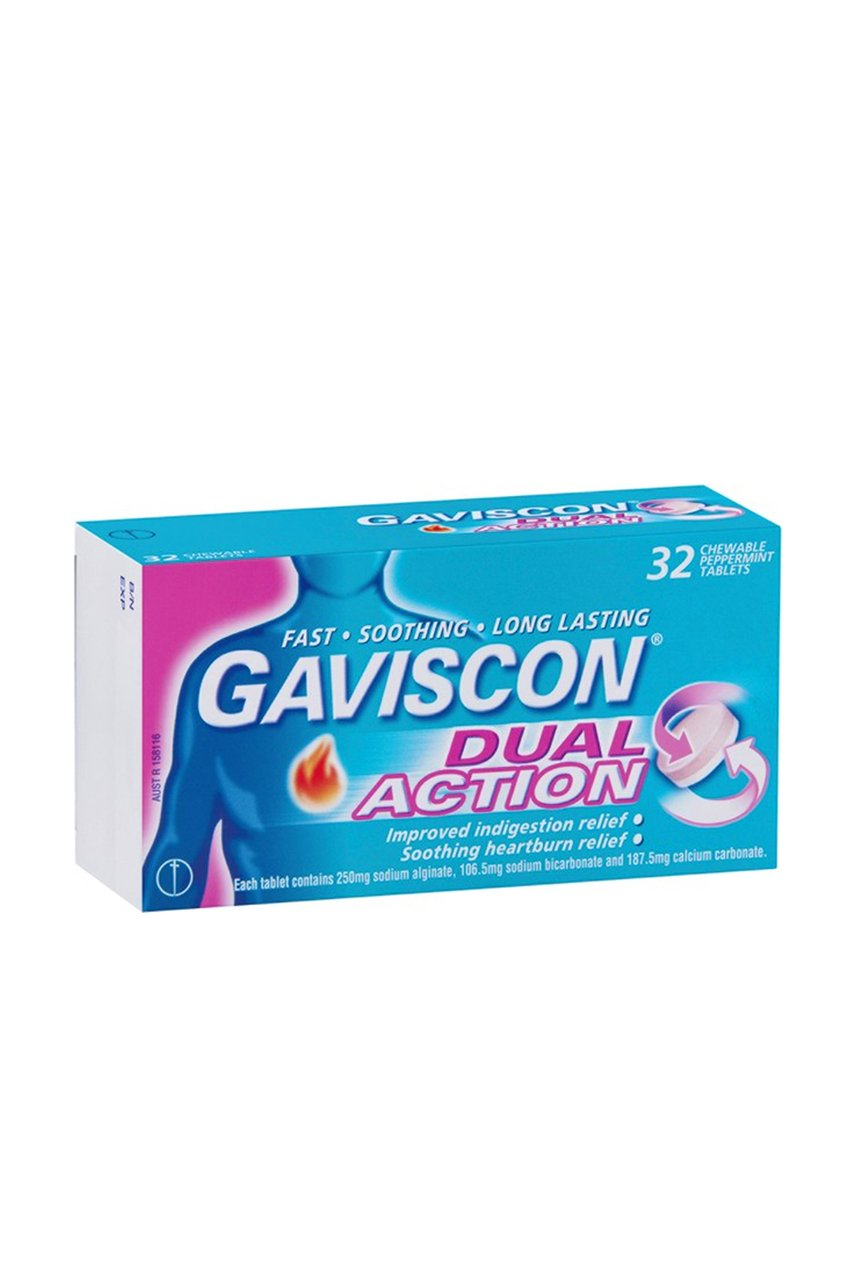 GAVISCON®
DUAL
ACTION
32 CHEWABLE
TABLETS
B/N
EXP
32 CHEWABLE
PEPPERMINT
TABLETS
FAST • SOOTHING • LONG LASTING
GAVISCON®
DUAL
ACTION
Improved indigestion relief •
Soothing heartburn relief •
Each tablet contains 250mg sodium alginate, 106.5mg sodium bicarbonate and 187.5mg calcium carbonate.
AUST R 158116